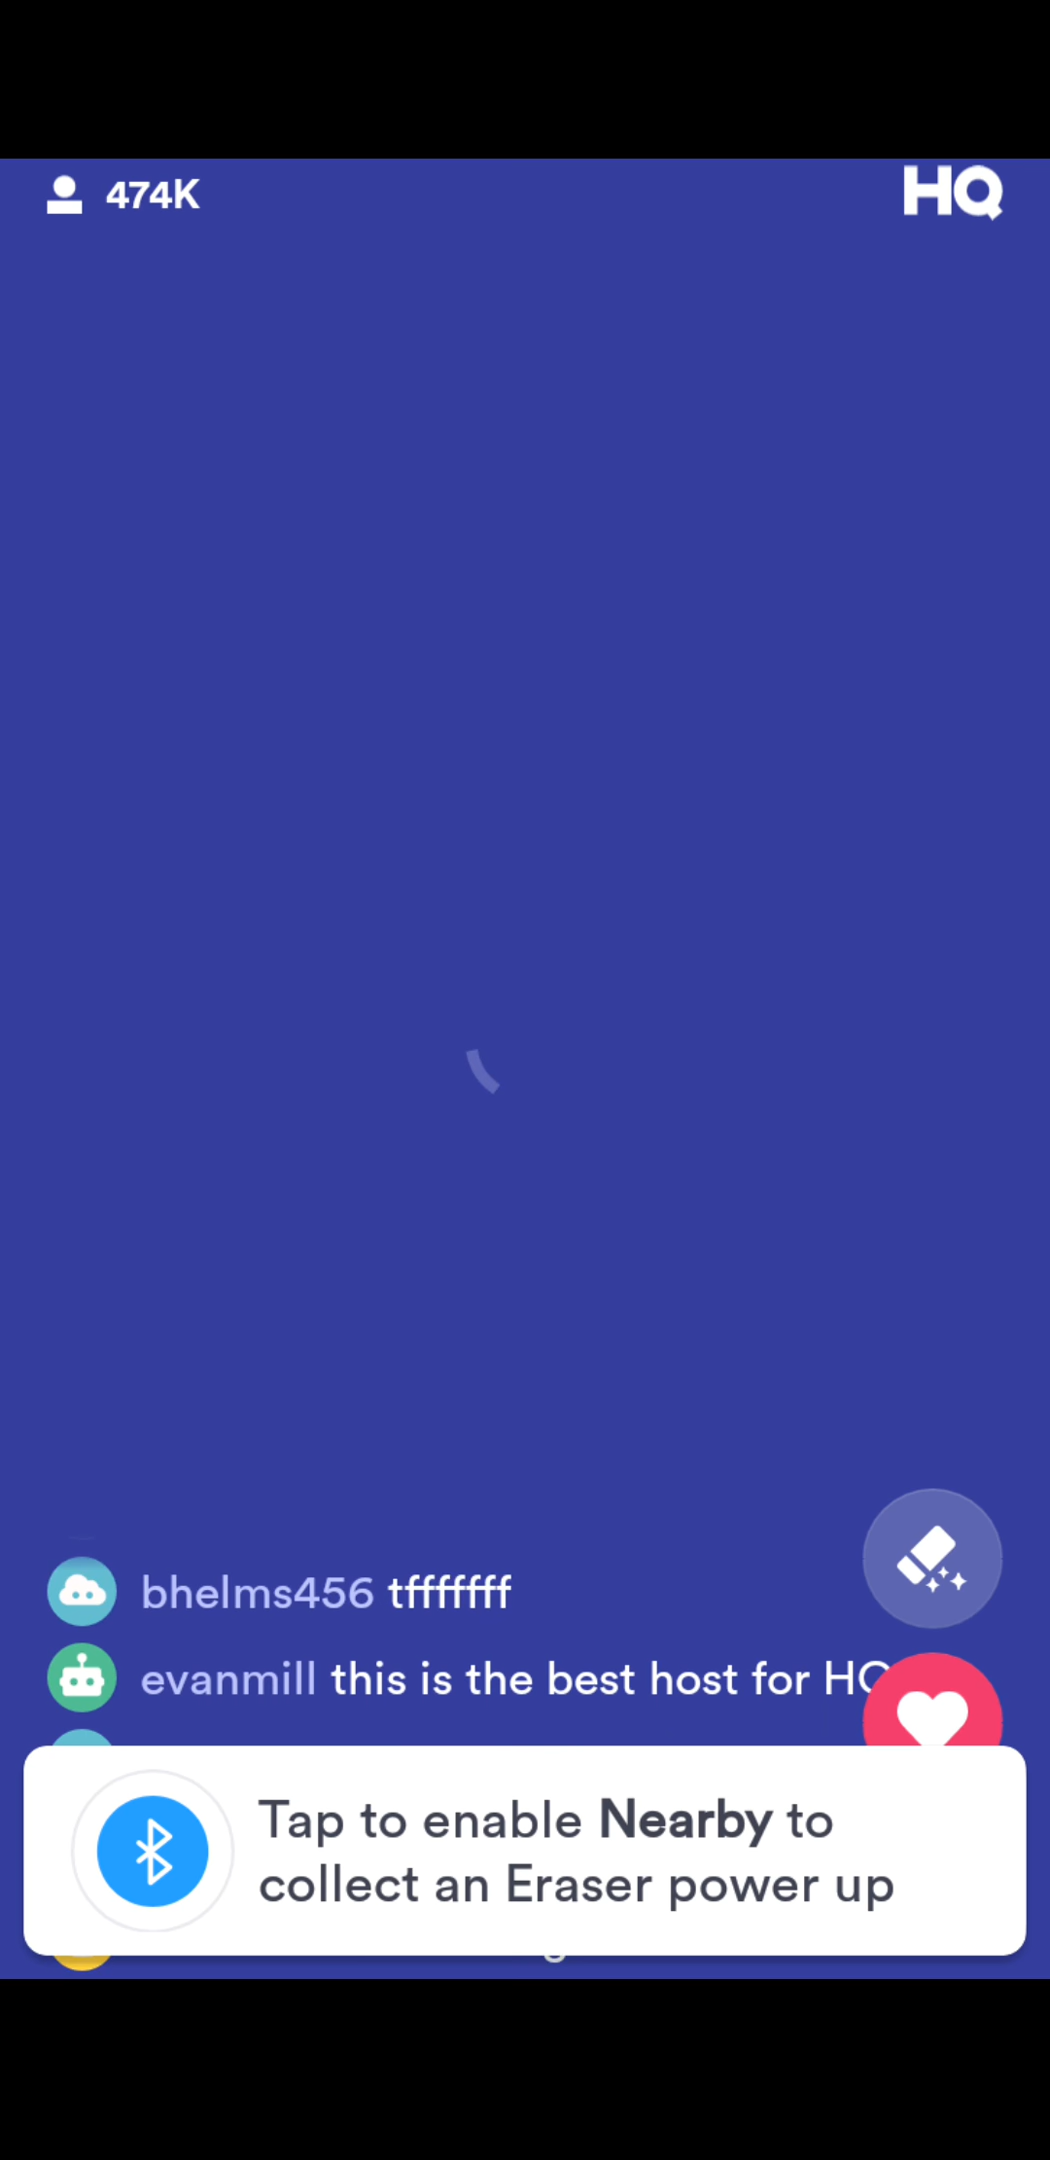 474K
HQ
bhelms456 tfffffff
evanmill this is the best host for
Tap to enable Nearby to
collect an Eraser power up